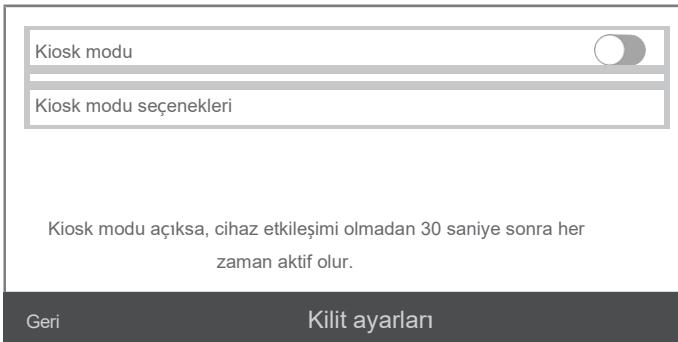 Kiosk modu
Kiosk modu seçenekleri
Kiosk modu açıksa, cihaz etkileşimi olmadan 30 saniye sonra her
zaman aktif olur.
Geri
Kilit ayarları